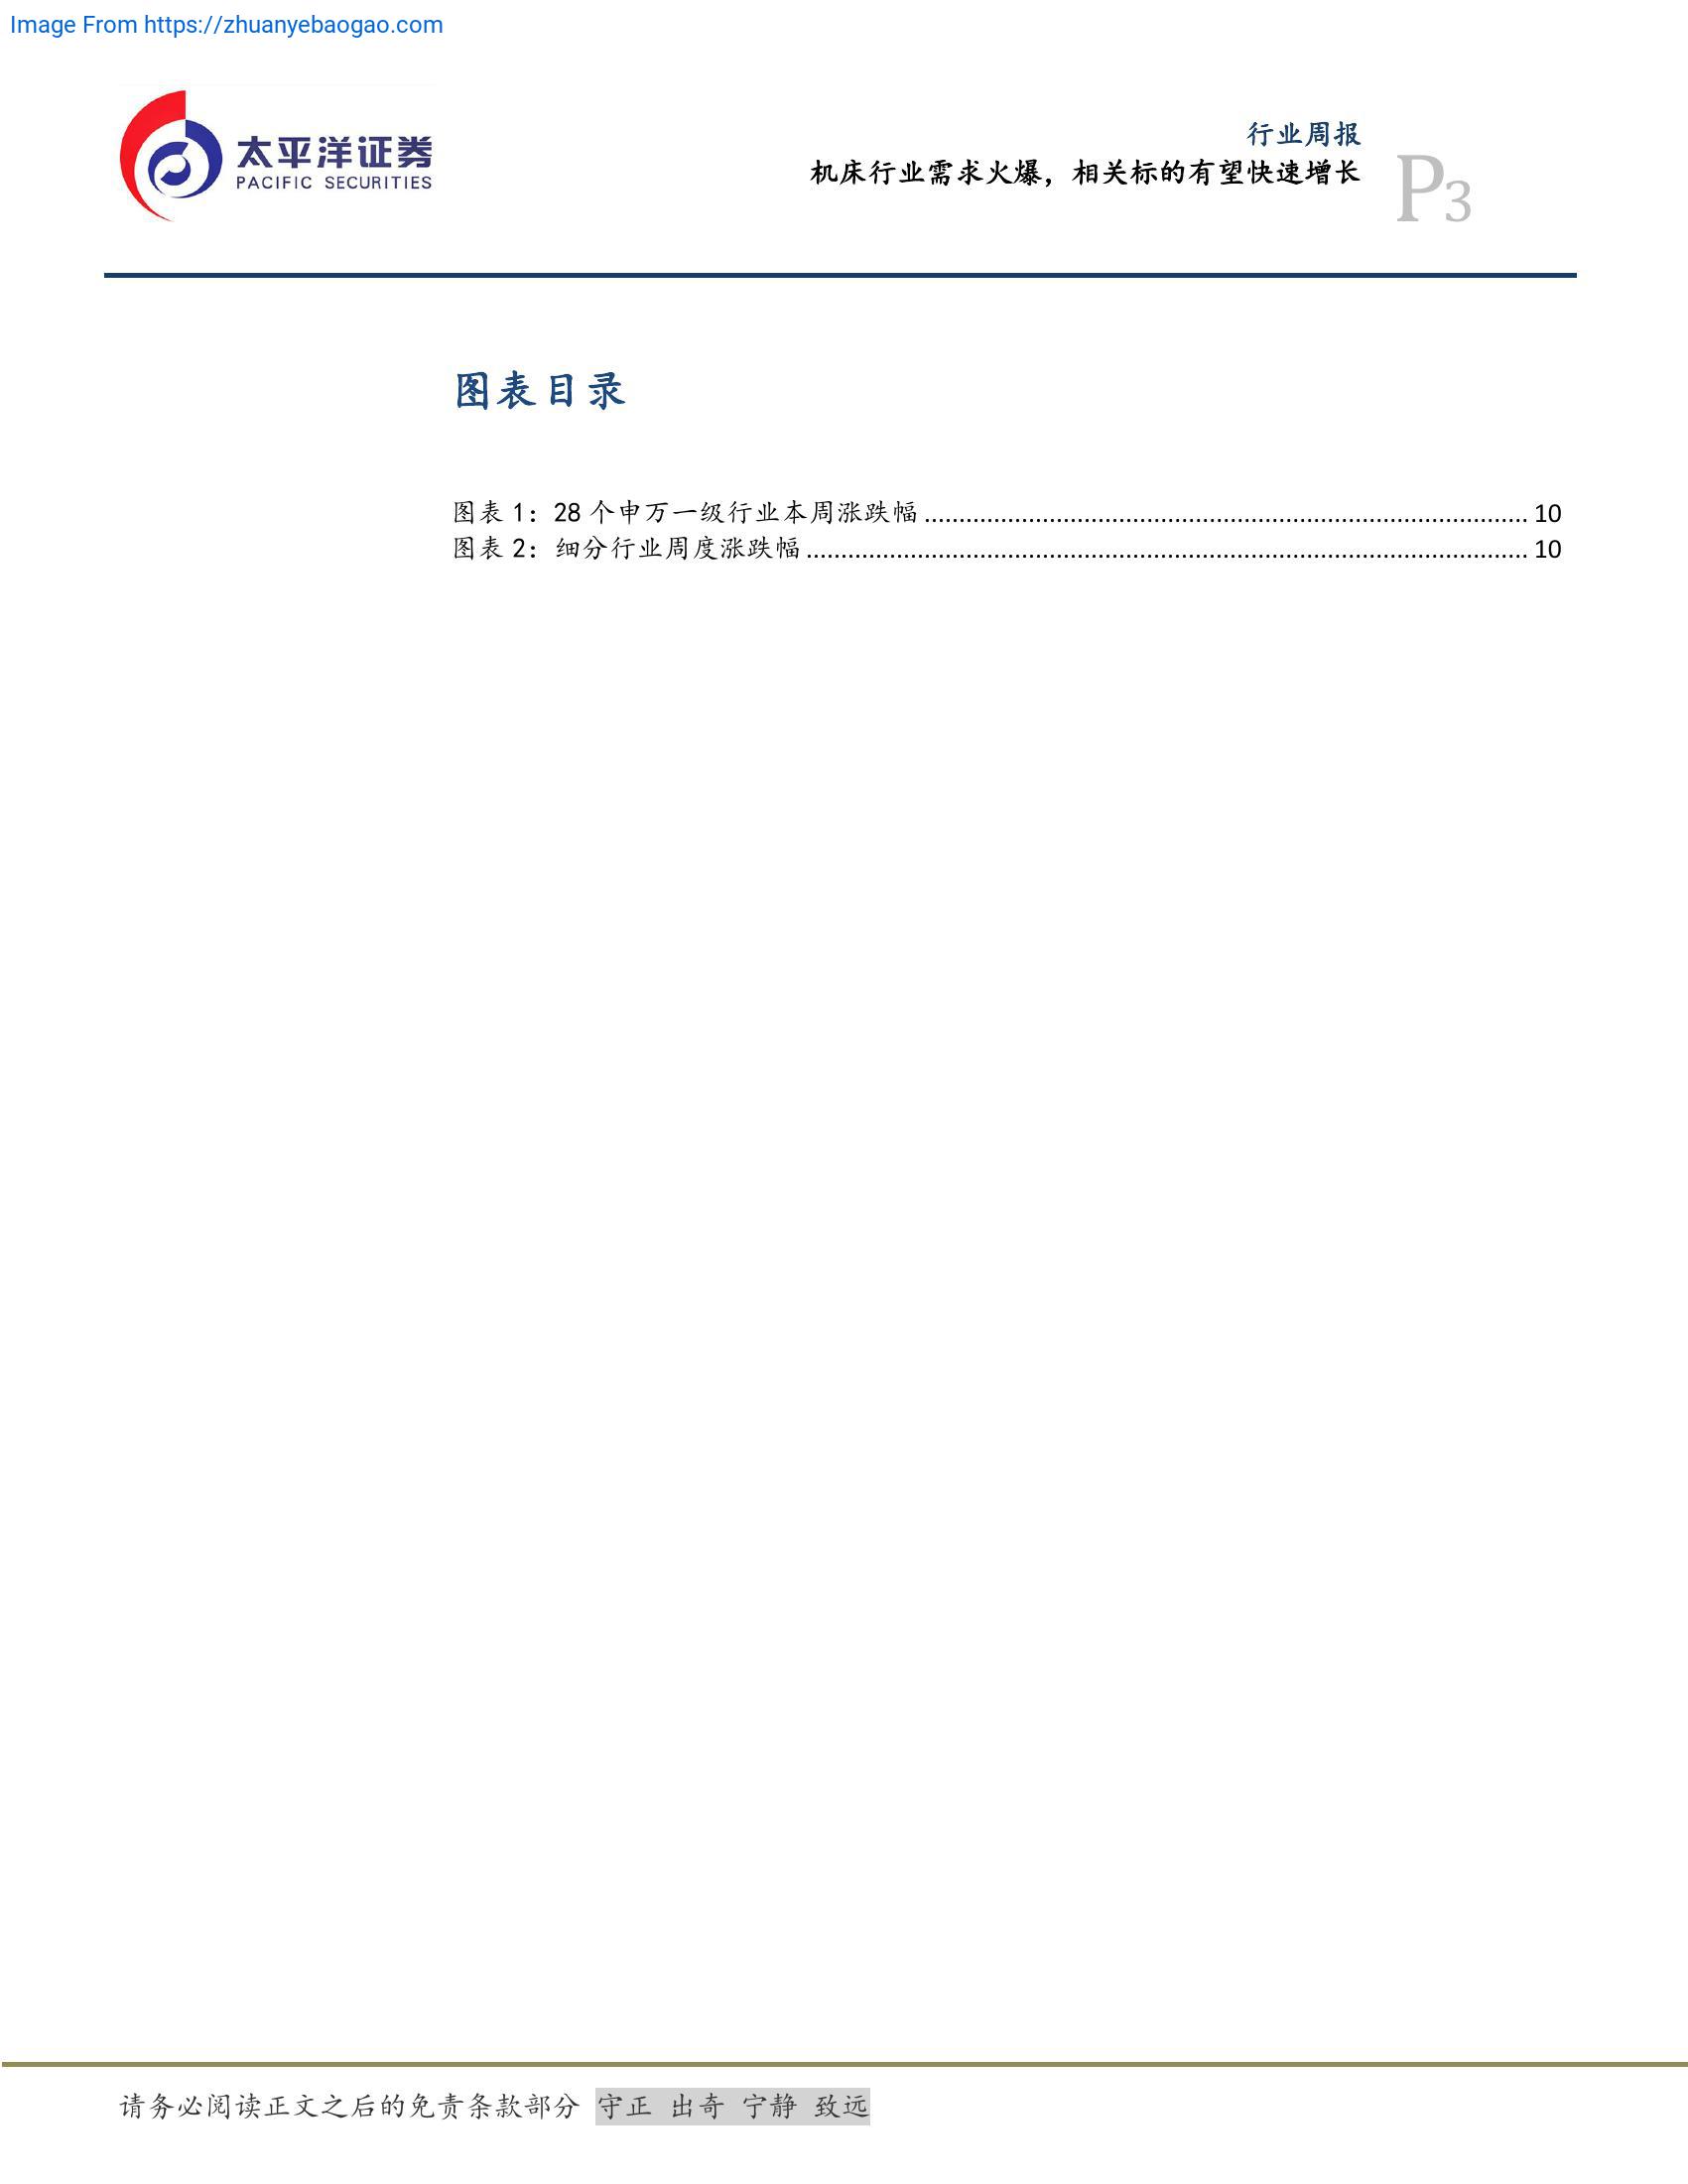 Image From https://zhuanyebaogao.com
太平洋证券
PACIFIC SECURITIES
行业周报
机床行业需求火爆，相关标的有望快速增长
P3
图表目录
图表 1：28 个申万一级行业本周涨跌幅 ........................................................................................ 10
图表 2：细分行业周度涨跌幅 ......................................................................................................... 10
请务必阅读正文之后的免责条款部分 守正 出奇 宁静 致远